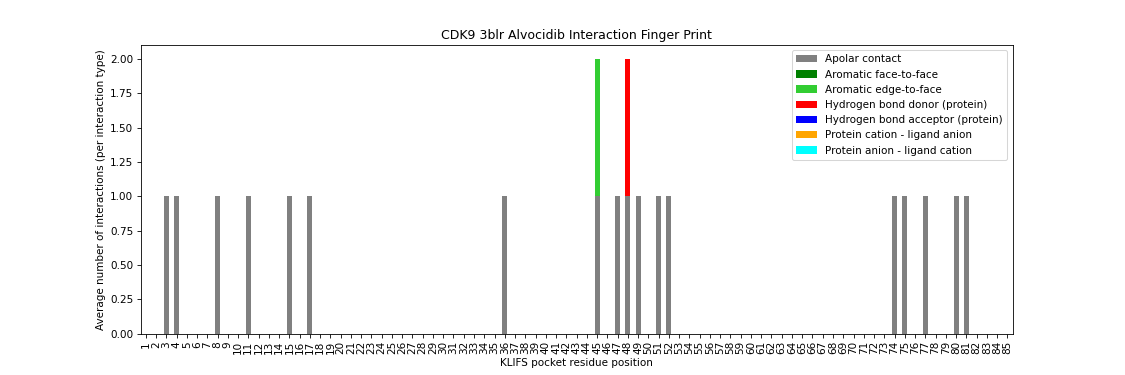 CDK9 3blr Alvocidib Interaction Finger Print
Average number of interactions (per interaction type)
2.00
1.75
1.50
1.25
1.00
0.75
0.50
0.25
0.00
Apolar contact
Aromatic face-to-face
Aromatic edge-to-face
Hydrogen bond donor (protein)
Hydrogen bond acceptor (protein)
Protein cation - ligand anion
Protein anion - ligand cation
1 2 3 4 5 6 7 8 9 10 11 12 13 14 15 16 17 18 19 20 21 22 23 24 25 26 27 28 29 30 31 32 33 34 35 36 37 38 39 40 41 42 43 44 45 46 47 48 49 50 51 52 53 54 55 56 57 58 59 60 61 62 63 64 65 66 67 68 69 70 71 72 73 74 75 76 77 78 79 80 81 82 83 84 85
KLIFS pocket residue position